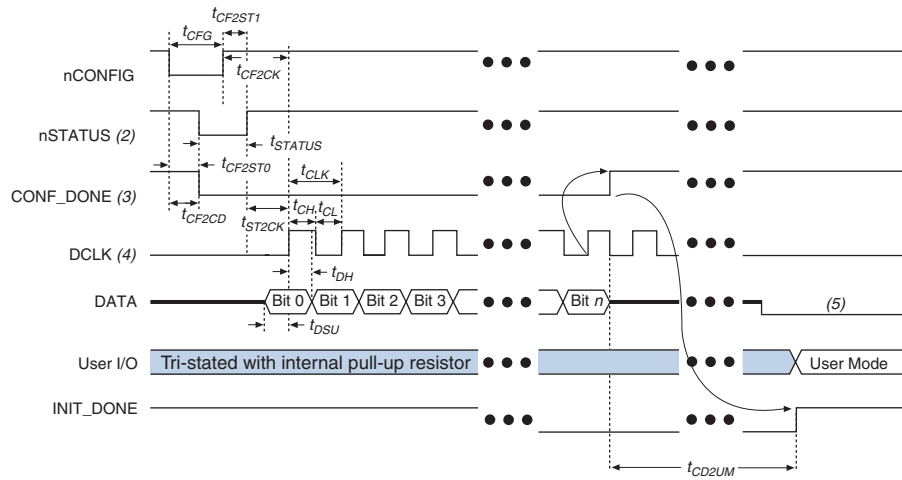 tCF2ST1
tCFG
tCF2CK
nCONFIG
nSTATUS (2)
tSTATUS
tCF2ST0
tCLK
CONF_DONE (3)
tCF2CD
tST2CK
tCH
tCL
DCLK (4)
tDH
DATA
Bit 0
Bit 1
Bit 2
Bit 3
Bit n
(5)
tDSU
User I/O
Tri-stated with internal pull-up resistor
User Mode
INIT_DONE
tCD2UM